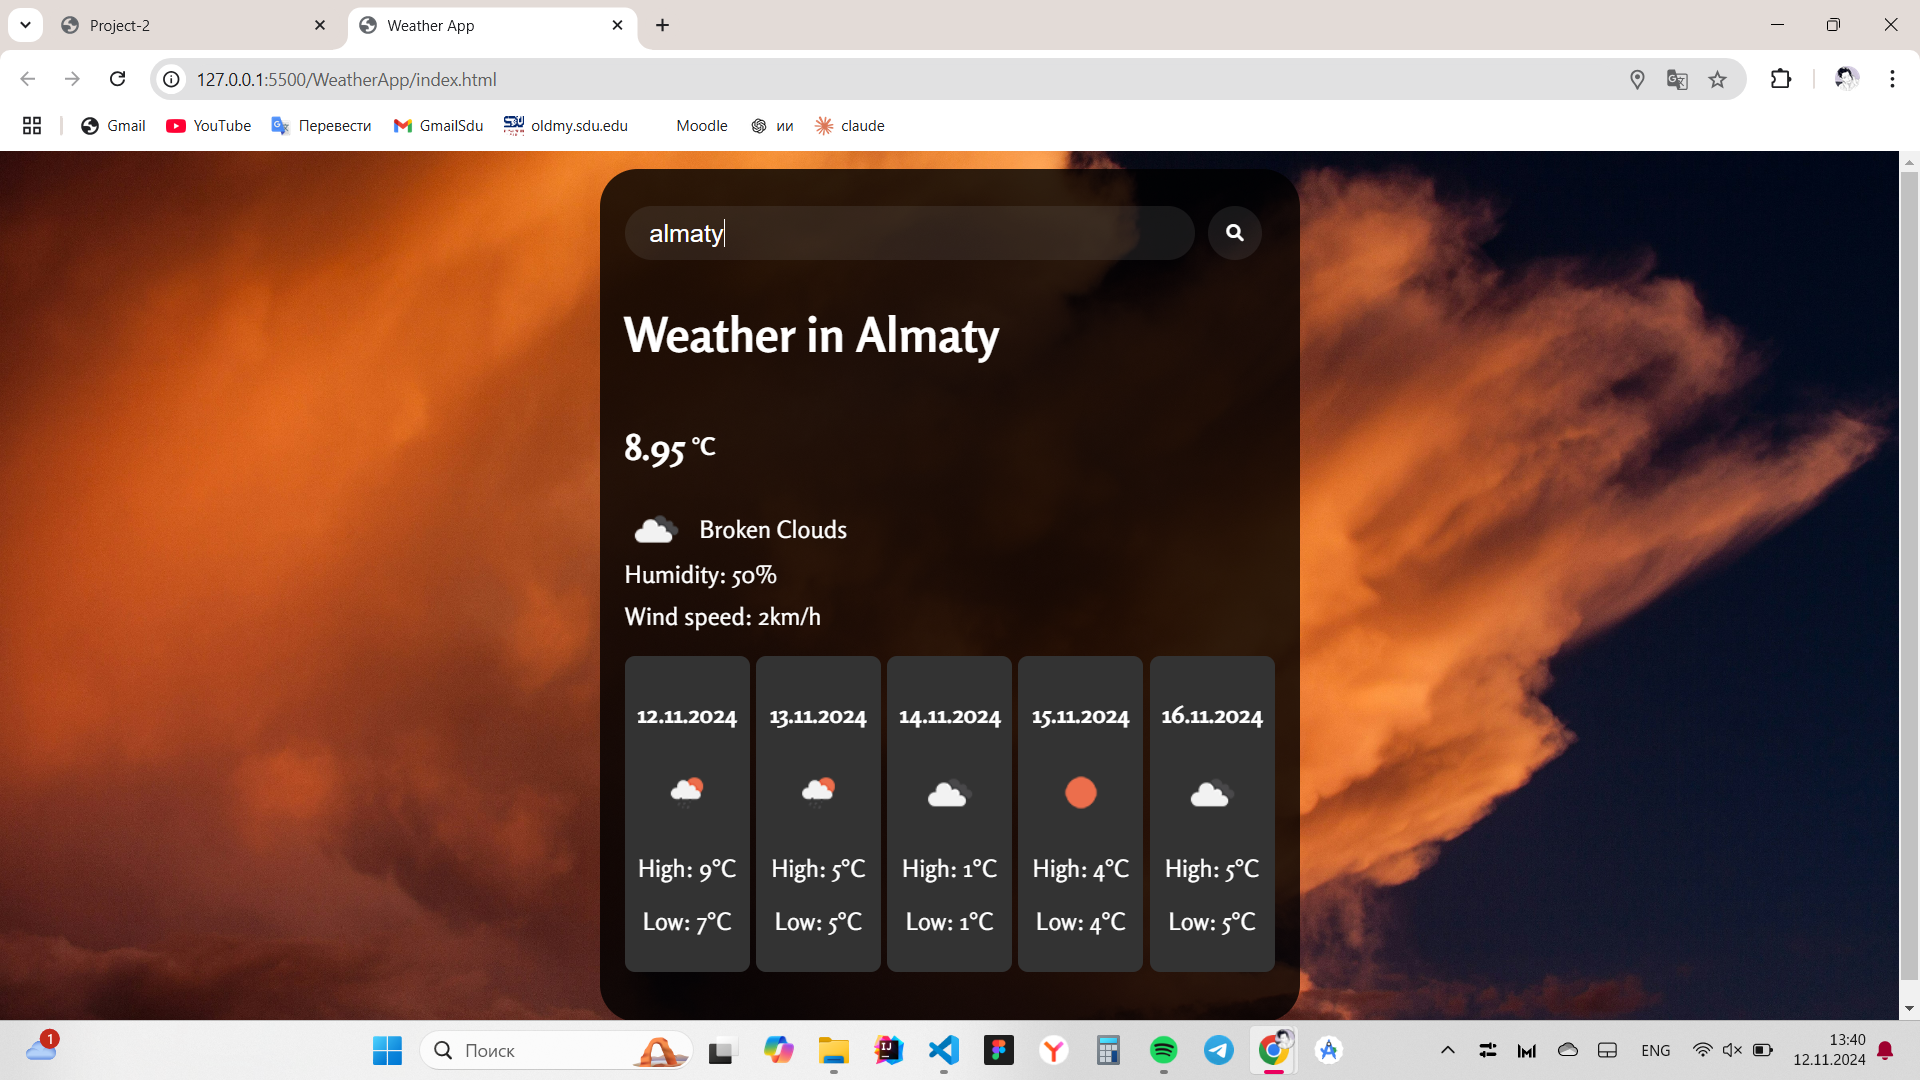 Project-2
Weather App
127.0.0.1:5500/WeatherApp/index.html
Gmail
YouTube
Перевести
GmailSdu
oldmy.sdu.edu
Moodle
ии
claude
almaty
Weather in Almaty
8.95 °C
Broken Clouds
Humidity: 50%
Wind speed: 2km/h
12.11.2024 13.11.2024 14.11.2024 15.11.2024 16.11.2024
High: 9°C High: 5°C High: 1°C High: 4°C High: 5°C
Low: 7°C Low: 5°C Low: 1°C Low: 4°C Low: 5°C
1
Поиск
ENG
13:40
12.11.2024